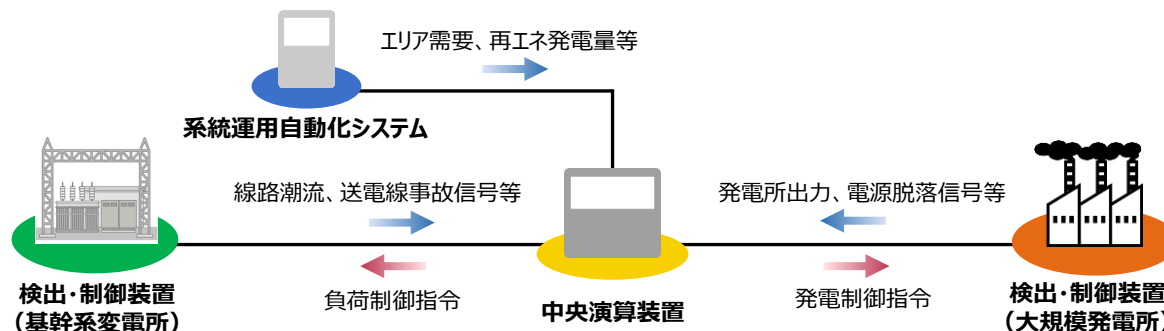 エリア需要、再エネ発電量等
系統運用自動化システム
線路潮流、送電線事故信号等
発電所出力、電源脱落信号等
負荷制御指令
発電制御指令
検出・制御装置
（基幹系変電所）
中央演算装置
検出・制御装置
（大規模発電所）